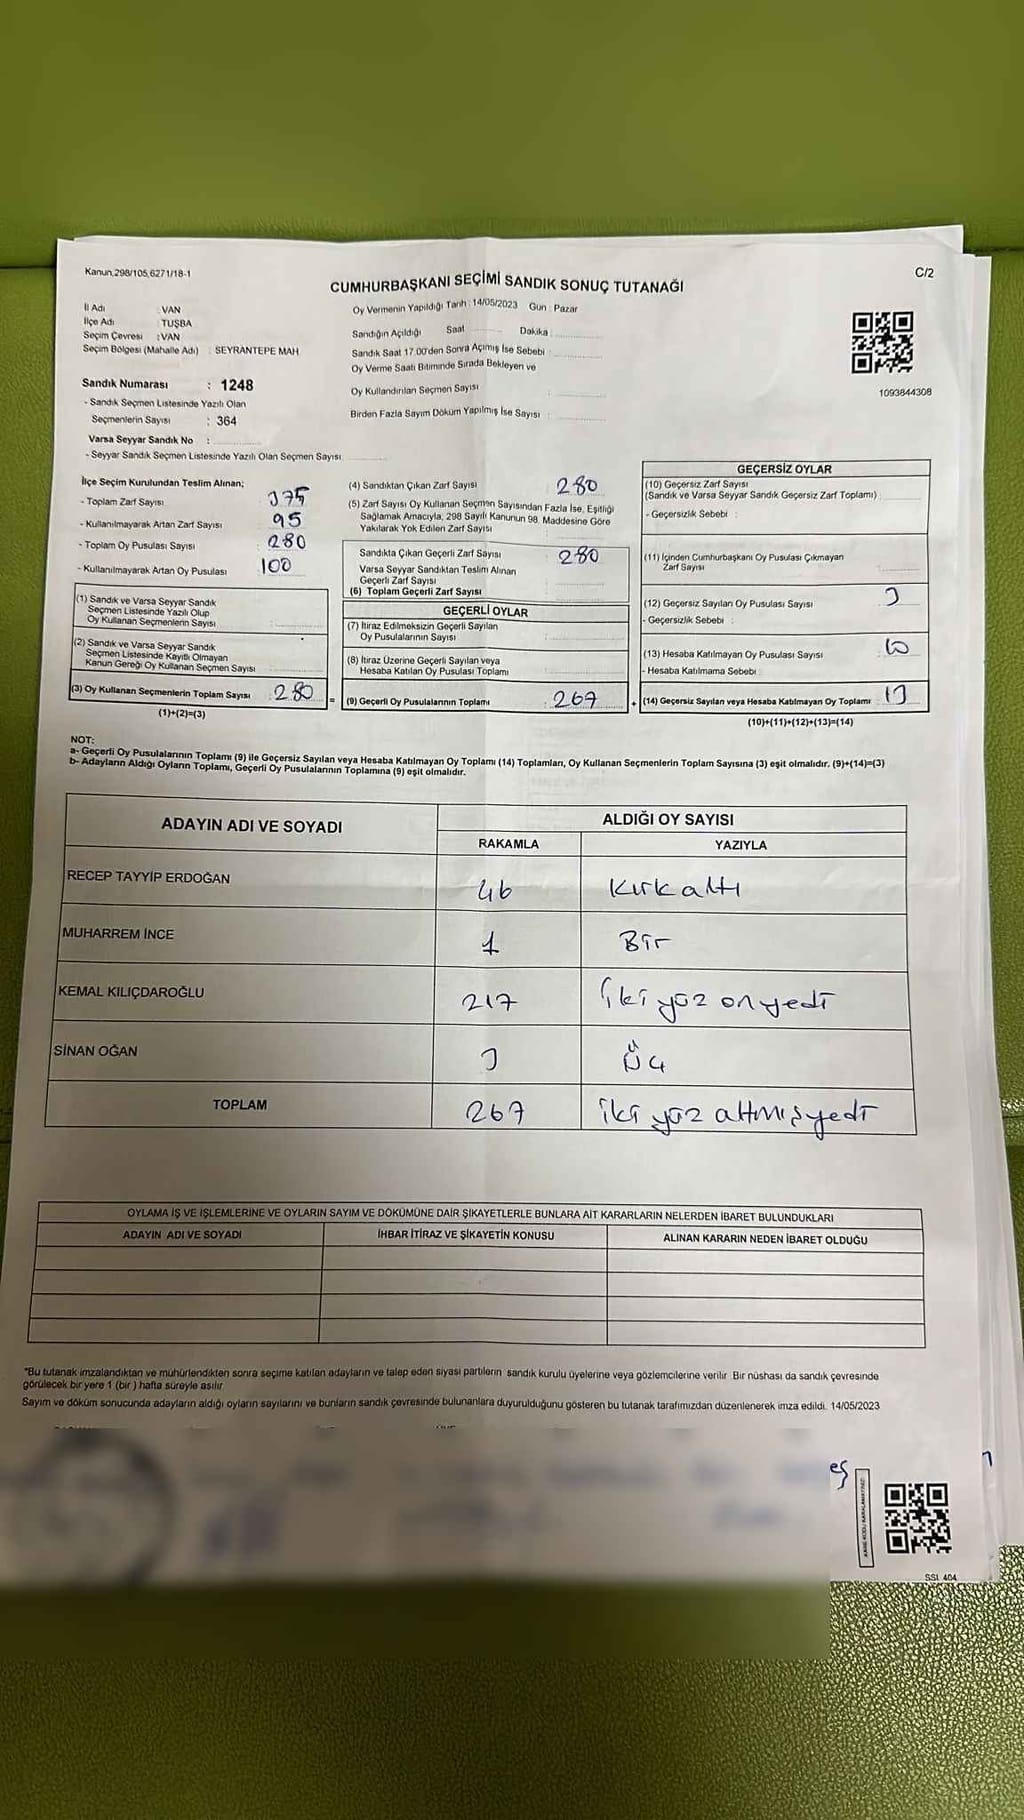 Kanun,298/105,6271/18-1
C/2
CUMHURBAŞKANI SEÇİMİ SANDIK SONUÇ TUTANAĞI
İl Adı : VAN
İlçe Adı : TUŞBA
Seçim Çevresi : VAN
Seçim Bölgesi (Mahalle Adı) : SEYRANTEPE MAH
Sandık Numarası : 1248
- Sandık Seçmen Listesinde Yazılı Olan
Seçmenlerin Sayısı : 364
Varsa Seyyar Sandık No :
- Seyyar Sandık Seçmen Listesinde Yazılı Olan Seçmen Sayısı
Oy Vermenin Yapıldığı Tarih : 14/05/2023 Gün : Pazar
Sandığın Açıldığı Saat Dakika
Sandık Saat 17.00'den Sonra Açımış İse Sebebi :
Oy Verme Saati Bitiminde Sırada Bekleyen ve
Oy Kullandırılan Seçmen Sayısı :
Birden Fazla Sayım Döküm Yapılmış İse Sayısı :
1093844308
İlçe Seçim Kurulundan Teslim Alınan;
- Toplam Zarf Sayısı 375
- Kullanılmayarak Artan Zarf Sayısı 95
- Toplam Oy Pusulası Sayısı 280
- Kullanılmayarak Artan Oy Pusulası 100
(1) Sandık ve Varsa Seyyar Sandık
Seçmen Listesinde Yazılı Olup
Oy Kullanan Seçmenlerin Sayısı :
(2) Sandık ve Varsa Seyyar Sandık
Seçmen Listesinde Kayıtlı Olmayan
Kanun Gereği Oy Kullanan Seçmen Sayısı
(3) Oy Kullanan Seçmenlerin Toplam Sayısı : 280
(1)+(2)=(3)
(4) Sandıktan Çıkan Zarf Sayısı 280
(5) Zarf Sayısı Oy Kullanan Seçmen Sayısından Fazla İse, Eşitliği
Sağlamak Amacıyla, 298 Sayılı Kanunun 98. Maddesine Göre
Yakılarak Yok Edilen Zarf Sayısı
Sandıkta Çıkan Geçerli Zarf Sayısı 280
Varsa Seyyar Sandıktan Teslim Alınan
Geçerli Zarf Sayısı
(6) Toplam Geçerli Zarf Sayısı
GEÇERLİ OYLAR
(7) İtiraz Edilmeksizin Geçerli Sayılan
Oy Pusulalarının Sayısı
(8) İtiraz Üzerine Geçerli Sayılan veya
Hesaba Katılan Oy Pusulası Toplamı
(9) Geçerli Oy Pusulalarının Toplamı 267
GEÇERSİZ OYLAR
(10) Geçersiz Zarf Sayısı
(Sandık ve Varsa Seyyar Sandık Geçersiz Zarf Toplamı)
- Geçersizlik Sebebi :
(11) İçinden Cumhurbaşkanı Oy Pusulası Çıkmayan
Zarf Sayısı
(12) Geçersiz Sayılan Oy Pusulası Sayısı 3
- Geçersizlik Sebebi :
(13) Hesaba Katılmayan Oy Pusulası Sayısı 10
- Hesaba Katılmama Sebebi :
+ (14) Geçersiz Sayılan veya Hesaba Katılmayan Oy Toplamı 13
(10)+(11)+(12)+(13)=(14)
NOT:
a- Geçerli Oy Pusulalarının Toplamı (9) ile Geçersiz Sayılan veya Hesaba Katılmayan Oy Toplamı (14) Toplamları, Oy Kullanan Seçmenlerin Toplam Sayısına (3) eşit olmalıdır. (9)+(14)=(3)
b- Adayların Aldığı Oyların Toplamı, Geçerli Oy Pusulalarının Toplamına (9) eşit olmalıdır.
ADAYIN ADI VE SOYADI ALDIĞI OY SAYISI
RAKAMLA YAZIYLA
RECEP TAYYİP ERDOĞAN 46 Kırkaltı
MUHARREM İNCE 1 Bir
KEMAL KILIÇDAROĞLU 217 İkiyüz onyedi
SİNAN OĞAN 3 Üç
TOPLAM 267 ikiyüz altmışyedi
OYLAMA İŞ VE İŞLEMLERİNE VE OYLARIN SAYIM VE DÖKÜMÜNE DAİR ŞİKAYETLERLE BUNLARA AİT KARARLARIN NELERDEN İBARET BULUNDUKLARI
ADAYIN ADI VE SOYADI İHBAR İTİRAZ VE ŞİKAYETİN KONUSU ALINAN KARARIN NEDEN İBARET OLDUĞU
*Bu tutanak imzalandıktan ve mühürlendikten sonra seçime katılan adayların ve talep eden siyasi partilerin sandık kurulu üyelerine veya gözlemcilerine verilir Bir nüshası da sandık çevresinde
görülecek bir yere 1 (bir ) hafta süreyle asılır
Sayım ve döküm sonucunda adayların aldığı oyların sayılarını ve bunların sandık çevresinde bulunanlara duyurulduğunu gösteren bu tutanak tarafımızdan düzenlenerek imza edildi. 14/05/2023
eş
SSI 404